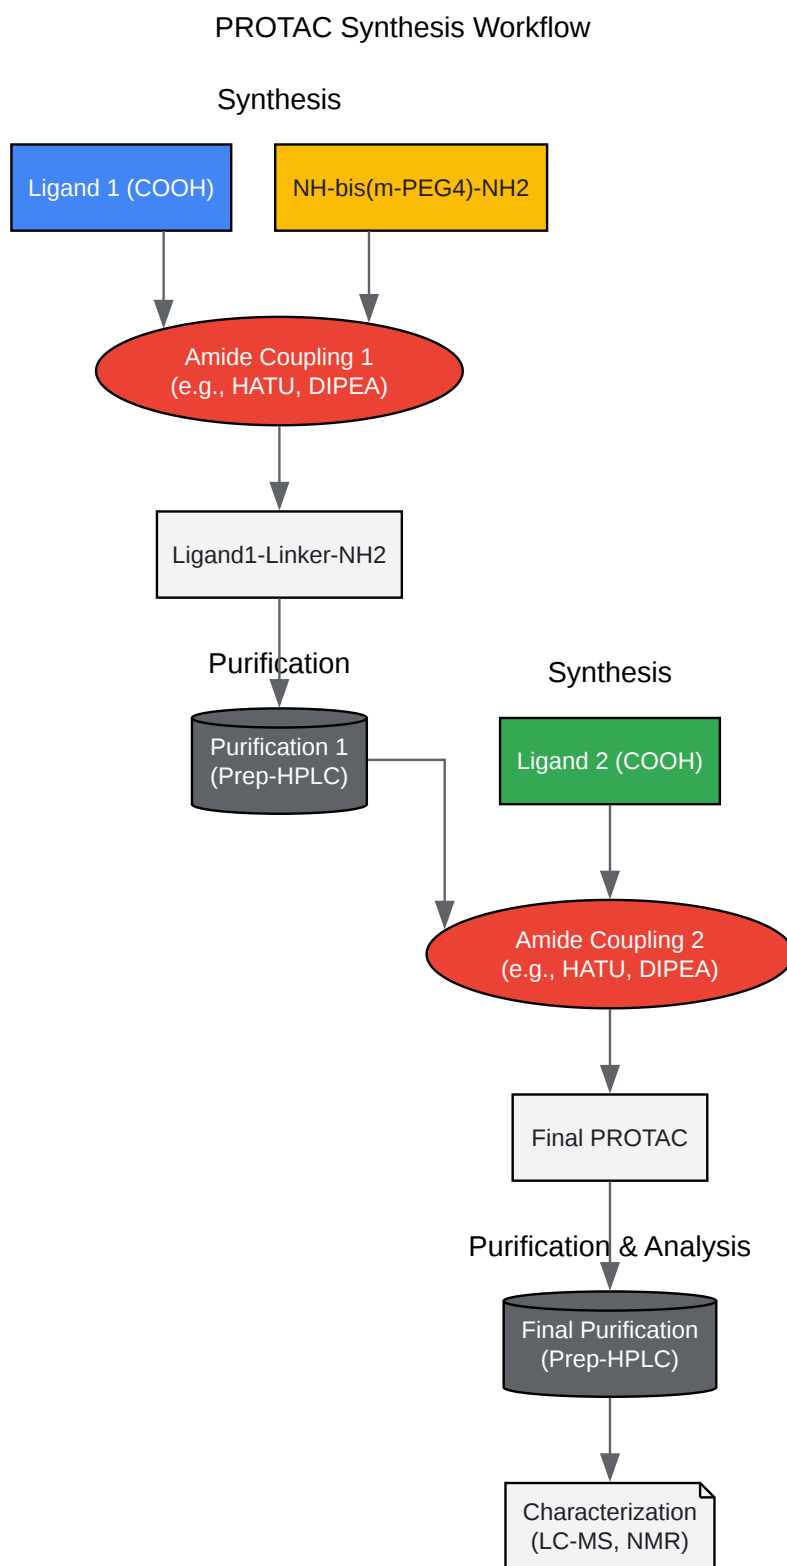 PROTAC Synthesis Workflow
Synthesis
Ligand 1 (COOH)
NH-bis(m-PEG4)-NH2
Amide Coupling 1
(e.g., HATU, DIPEA)
Ligand1-Linker-NH2
Purification
Synthesis
Purification 1
(Prep-HPLC)
Ligand 2 (COOH)
Amide Coupling 2
(e.g., HATU, DIPEA)
Final PROTAC
Purification & Analysis
Final Purification
(Prep-HPLC)
Characterization
(LC-MS, NMR)